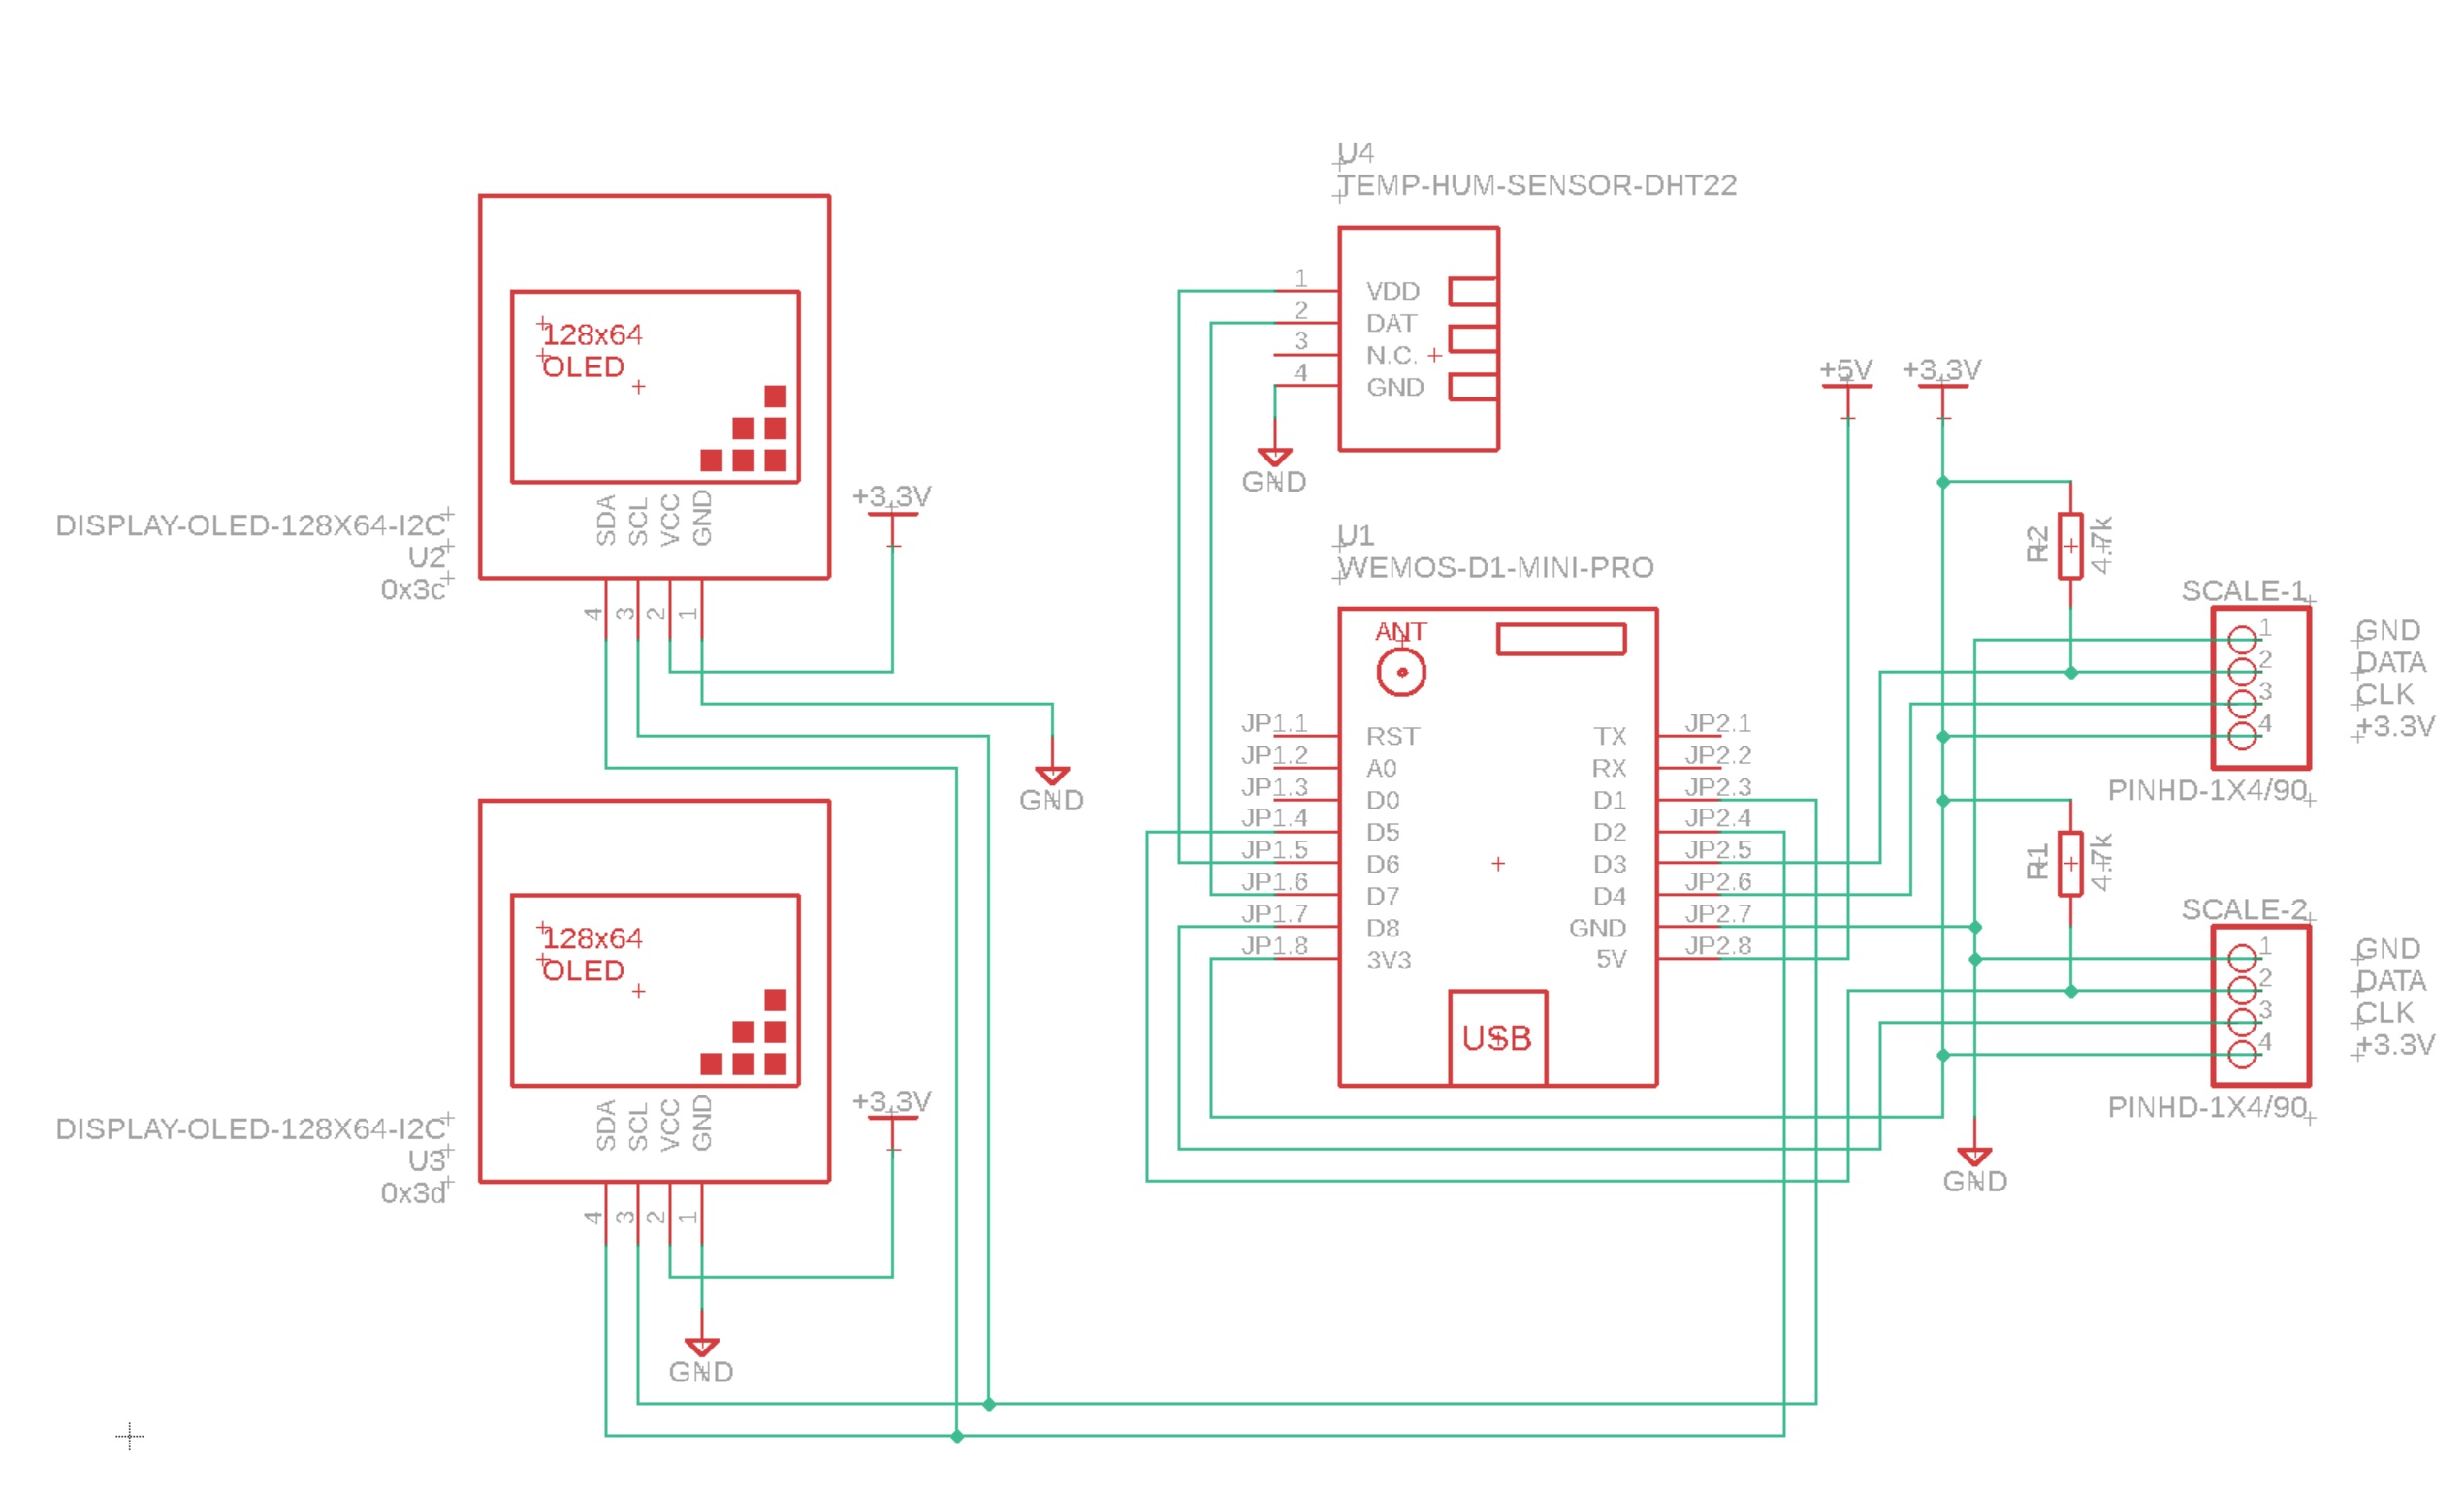 128x64
OLED
SDA
SCL
VCC
GND
4
3
2
1
DISPLAY-OLED-128X64-I2C
U2
0x3c
+3.3V
GND
128x64
OLED
SDA
SCL
VCC
GND
4
3
2
1
DISPLAY-OLED-128X64-I2C
U3
0x3d
+3.3V
GND
U4
TEMP-HUM-SENSOR-DHT22
1 VDD
2 DAT
3 N.C.
4 GND
GND
U1
WEMOS-D1-MINI-PRO
ANT
JP1.1 RST TX JP2.1
JP1.2 A0 RX JP2.2
JP1.3 D0 D1 JP2.3
JP1.4 D5 D2 JP2.4
JP1.5 D6 D3 JP2.5
JP1.6 D7 D4 JP2.6
JP1.7 D8 GND JP2.7
JP1.8 3V3 5V JP2.8
USB
+5V
+3.3V
R2
4.7k
SCALE-1
1 GND
2 DATA
3 CLK
4 +3.3V
PINHD-1X4/90
R1
4.7k
SCALE-2
1 GND
2 DATA
3 CLK
4 +3.3V
PINHD-1X4/90
GND